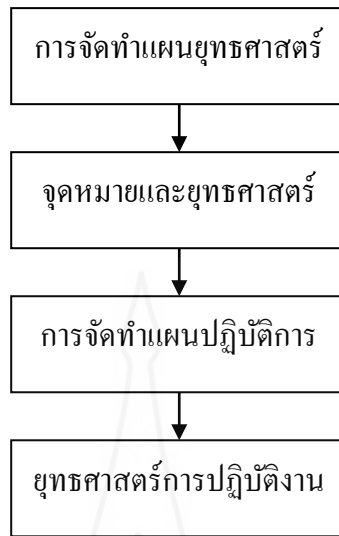 การจัดทำแผนยุทธศาสตร์
จุดหมายและยุทธศาสตร์
การจัดทำแผนปฏิบัติการ
ยุทธศาสตร์การปฏิบัติงาน